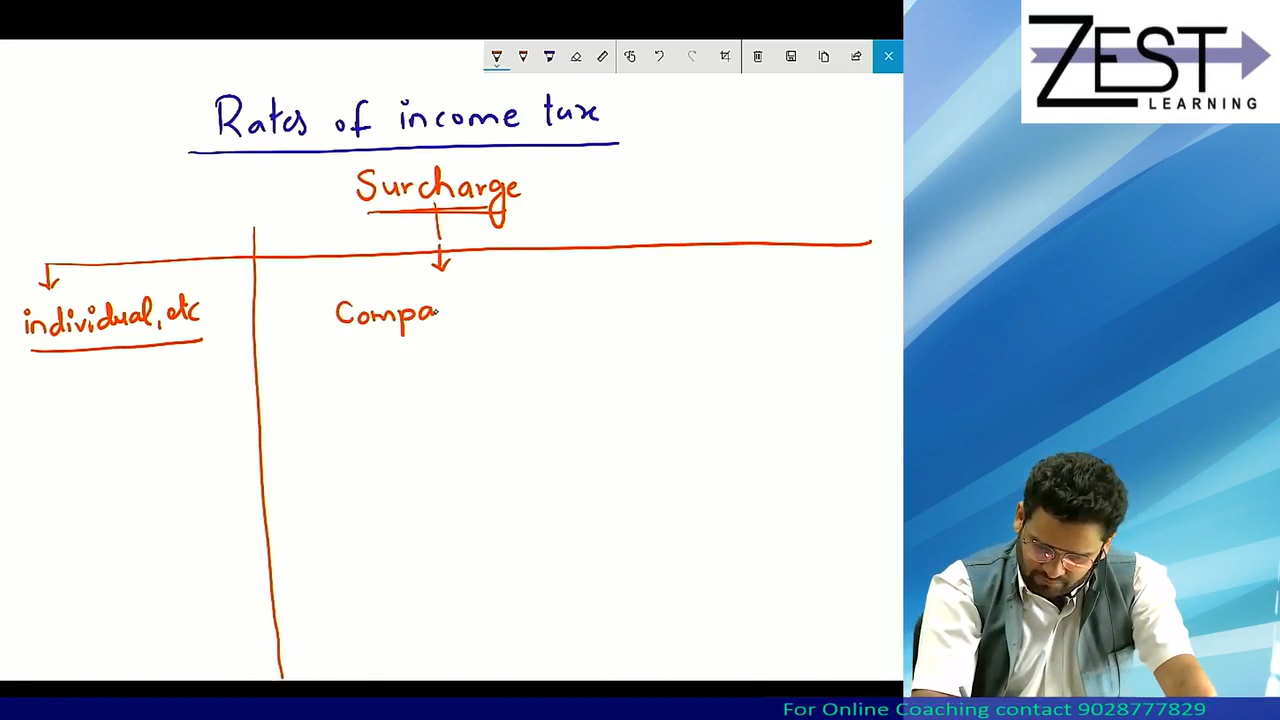 Rates of income tax
Surcharge
individual, etc
Compa
ZEST
LEARNING
For Online Coaching contact 9028777829